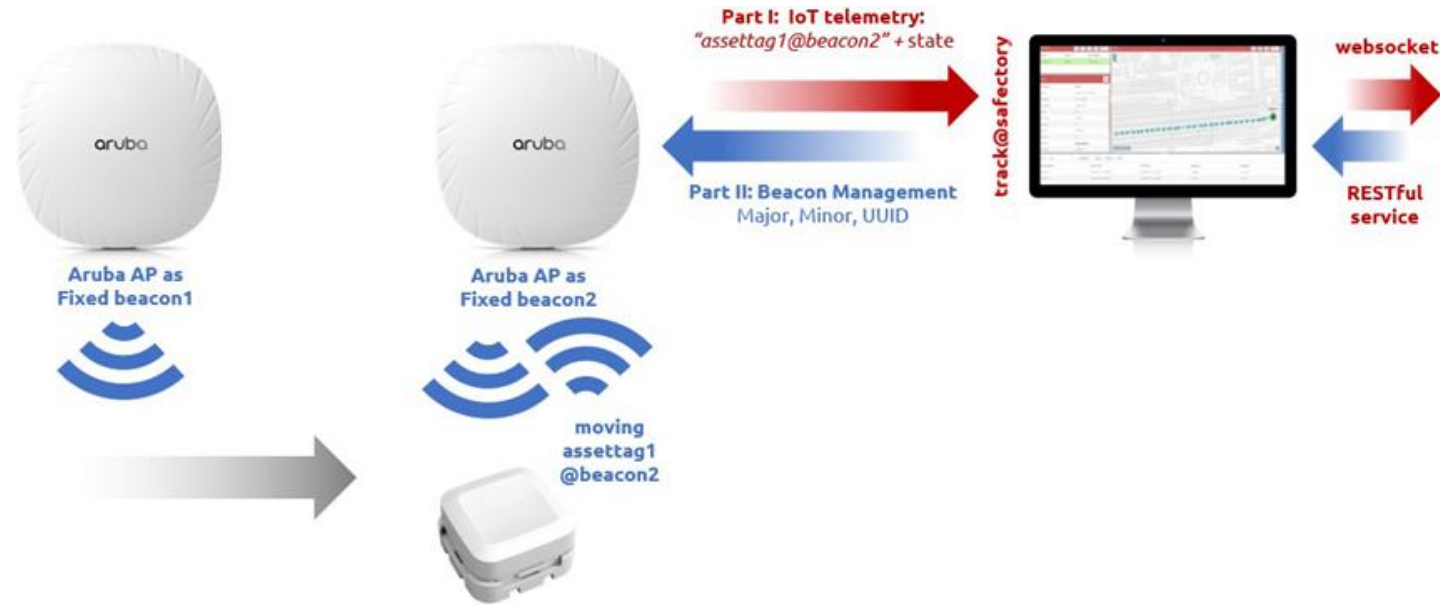 Part I: IoT telemetry:
"assettag1@beacon2" + state
track@safectory
websocket
aruba
aruba
Part II: Beacon Management
Major, Minor, UUID
RESTful
service
Aruba AP as
Fixed beacon1
Aruba AP as
Fixed beacon2
moving
assettag1
@beacon2